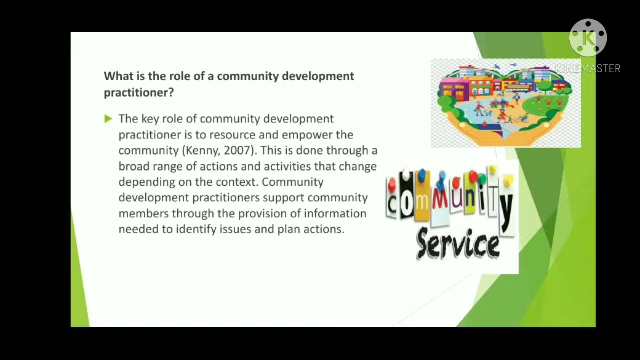 What is the role of a community development
practitioner?
The key role of community development
practitioner is to resource and empower the
community (Kenny, 2007). This is done through a
broad range of actions and activities that change
depending on the context. Community
development practitioners support community
members through the provision of information
needed to identify issues and plan actions.
K
KINEMASTER
community
Service